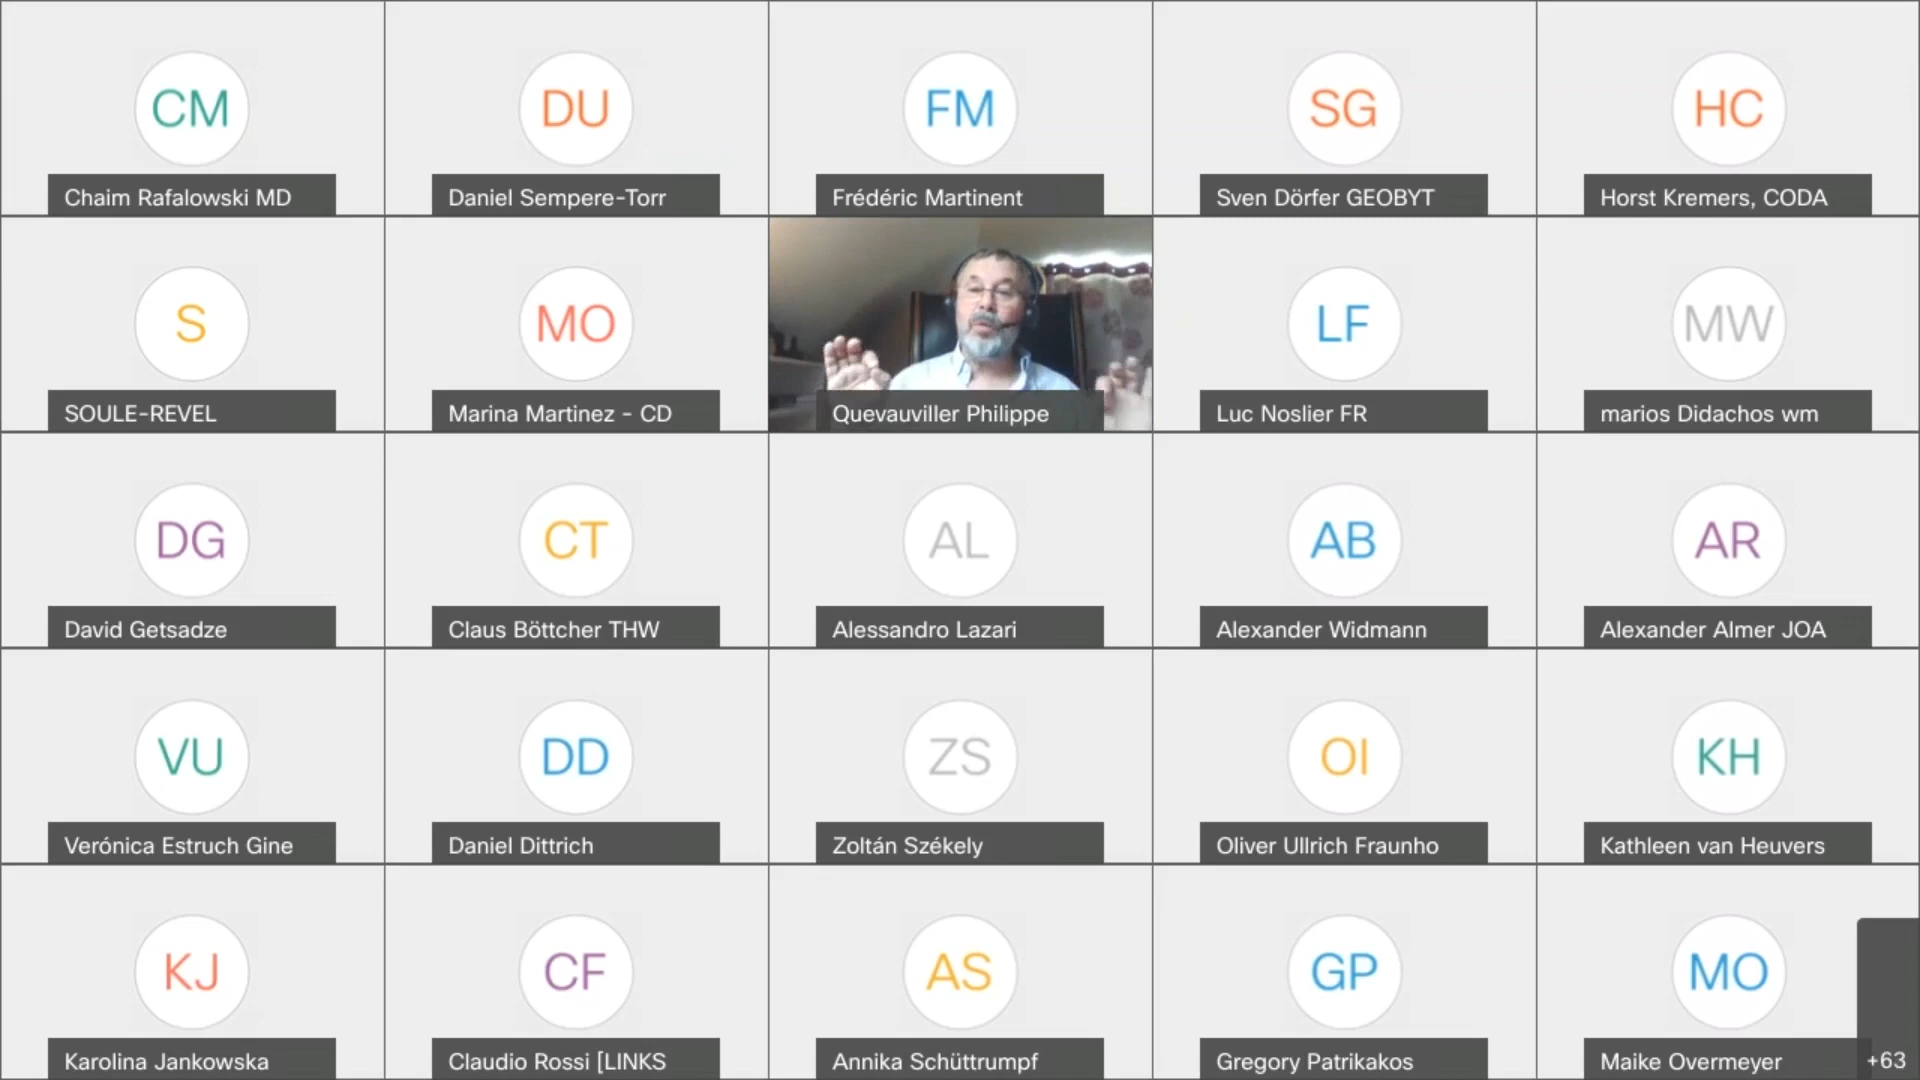 CM
DU
FM
SG
HC
Chaim Rafalowski MD
Daniel Sempere-Torr
Frédéric Martinent
Sven Dörfer GEOBYT
Horst Kremers, CODA
S
MO
LF
MW
SOULE-REVEL
Marina Martinez - CD
Quevauviller Philippe
Luc Noslier FR
marios Didachos wm
DG
CT
AL
AB
AR
David Getsadze
Claus Böttcher THW
Alessandro Lazari
Alexander Widmann
Alexander Almer JOA
VU
DD
ZS
OI
KH
Verónica Estruch Gine
Daniel Dittrich
Zoltán Székely
Oliver Ullrich Fraunho
Kathleen van Heuvers
KJ
CF
AS
GP
MO
Karolina Jankowska
Claudio Rossi [LINKS
Annika Schüttrumpf
Gregory Patrikakos
Maike Overmeyer
+63